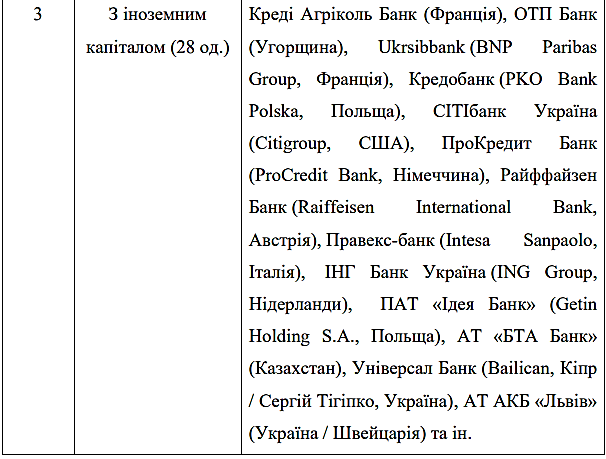 3
З іноземним
капіталом (28 од.)
Креді Агріколь Банк (Франція), ОТП Банк
(Угорщина), Ukrsibbank (BNP Paribas
Group, Франція), Кредобанк (PKO Bank
Polska, Польща), СІТІбанк Україна
(Citigroup, США), ПроКредит Банк
(ProCredit Bank, Німеччина), Райффайзен
Банк (Raiffeisen International Bank,
Австрія), Правекс-банк (Intesa Sanpaolo,
Італія), ІНГ Банк Україна (ING Group,
Нідерланди), ПАТ «Ідея Банк» (Getin
Holding S.A., Польща), АТ «БТА Банк»
(Казахстан), Універсал Банк (Bailican, Кіпр
/ Сергій Тігіпко, Україна), АТ АКБ «Львів»
(Україна / Швейцарія) та ін.